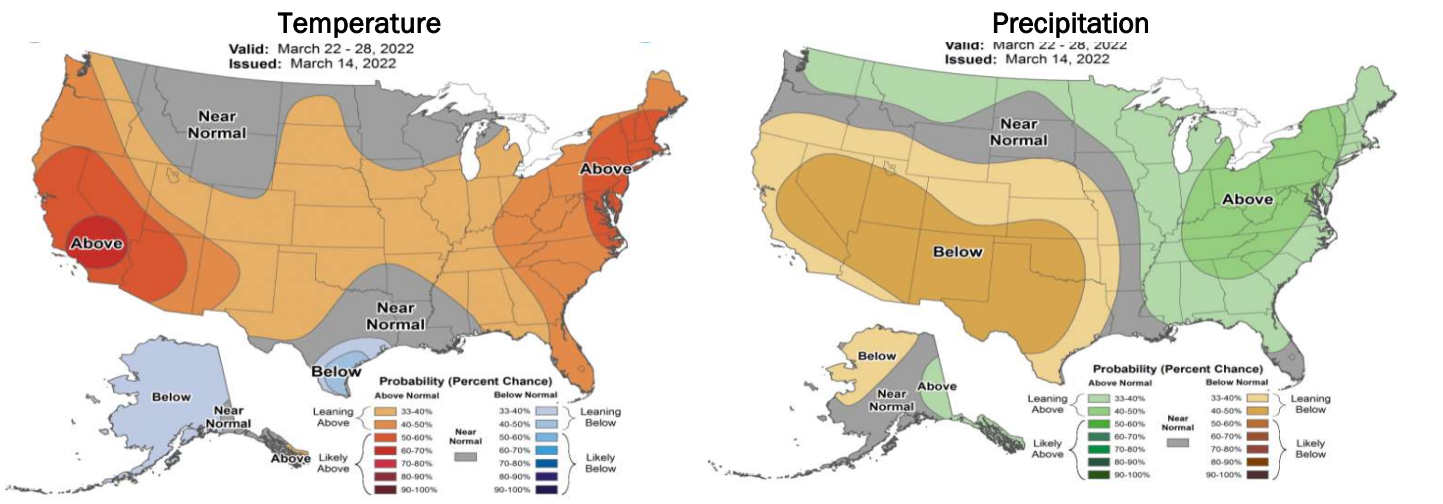 Temperature
Valid: March 22 - 28, 2022
Issued: March 14, 2022
Near
Normal
Above
Above
Near
Normal
Below
Below
Near
Normal
Above
Probability (Percent Chance)
Above Normal
Below Normal
Leaning
Above
33-40%
33-40%
Leaning
Below
40-50%
40-50%
50-60%
50-60%
Near
Normal
60-70%
60-70%
Likely
Above
70-80%
70-80%
Likely
Below
80-90%
80-90%
90-100%
90-100%
Precipitation
Valid: March 22 - 28, 2022
Issued: March 14, 2022
Near
Normal
Above
Below
Below
Above
Near
Normal
Probability (Percent Chance)
Above Normal
Below Normal
Leaning
Above
33-40%
33-40%
Leaning
Below
40-50%
40-50%
50-60%
50-60%
Near
Normal
60-70%
60-70%
Likely
Above
70-80%
70-80%
Likely
Below
80-90%
80-90%
90-100%
90-100%